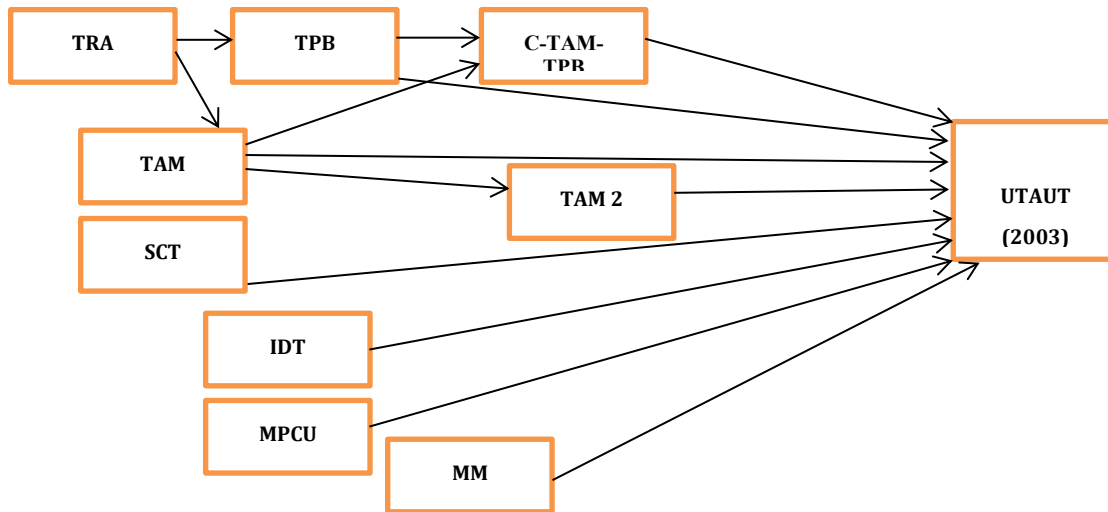 TRA
TPB
C-TAM-
TPB
TAM
TAM 2
UTAUT
(2003)
SCT
IDT
MPCU
MM